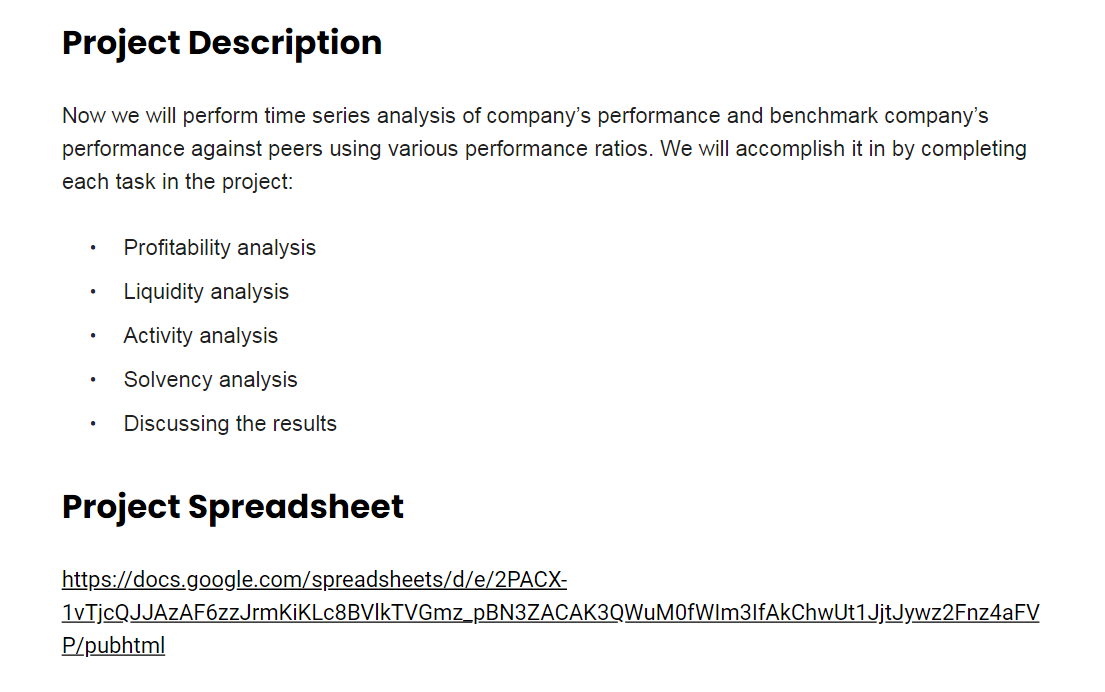 Project Description
Now we will perform time series analysis of company’s performance and benchmark company’s
performance against peers using various performance ratios. We will accomplish it in by completing
each task in the project:
• Profitability analysis
• Liquidity analysis
• Activity analysis
• Solvency analysis
• Discussing the results
Project Spreadsheet
https://docs.google.com/spreadsheets/d/e/2PACX-
1vTjcQJJAzAF6zzJrmKiKLc8BVlkTVGmz_pBN3ZACAK3QWuM0fWIm3IfAkChwUt1JjtJywz2Fnz4aFV
P/pubhtml